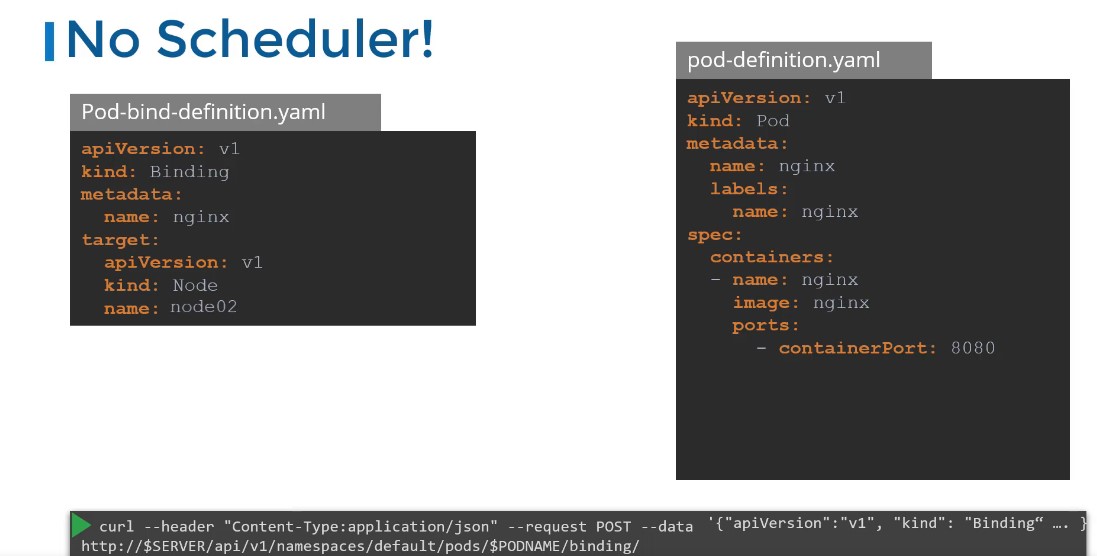 No Scheduler!
Pod-bind-definition.yaml
apiVersion: v1
kind: Binding
metadata:
  name: nginx
target:
  apiVersion: v1
  kind: Node
  name: node02
pod-definition.yaml
apiVersion: v1
kind: Pod
metadata:
  name: nginx
  labels:
    name: nginx
spec:
  containers:
  - name: nginx
    image: nginx
    ports:
      - containerPort: 8080
curl --header "Content-Type:application/json" --request POST --data '{"apiVersion":"v1", "kind": "Binding“ …. }
http://$SERVER/api/v1/namespaces/default/pods/$PODNAME/binding/